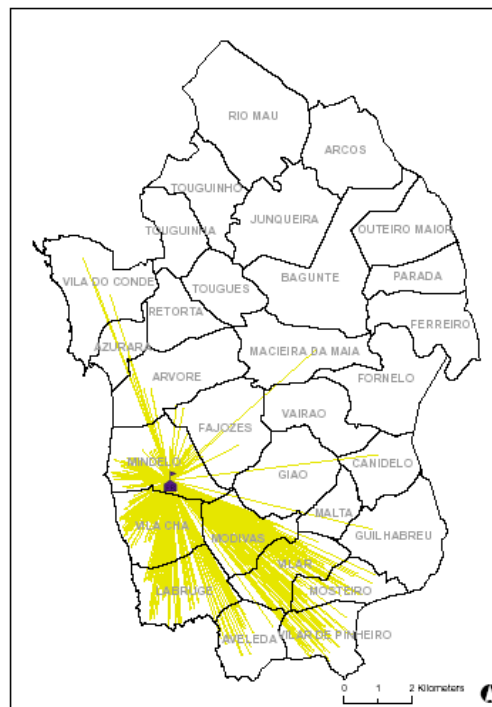 RIO MAU
ARCOS
TOUGUINHO
JUNQUEIRA
TOUGUINHA
OUTEIRO MAIOR
VILA DO CONDE
TOUGUES
BAGUNTE
PARADA
RETORTA
FERREIRO
AZURARA
MACIEIRA DA MAIA
ARVORE
FORNELO
FAJOZES
VAIRAO
MINDELO
GIAO
CANIDELO
MALTA
VILA CHA
MODIVAS
GUILHABREU
VILAR
LABRUGE
MOSTEIRO
AVELEDA
VILAR DE PINHEIRO
0 1 2 Kilometers